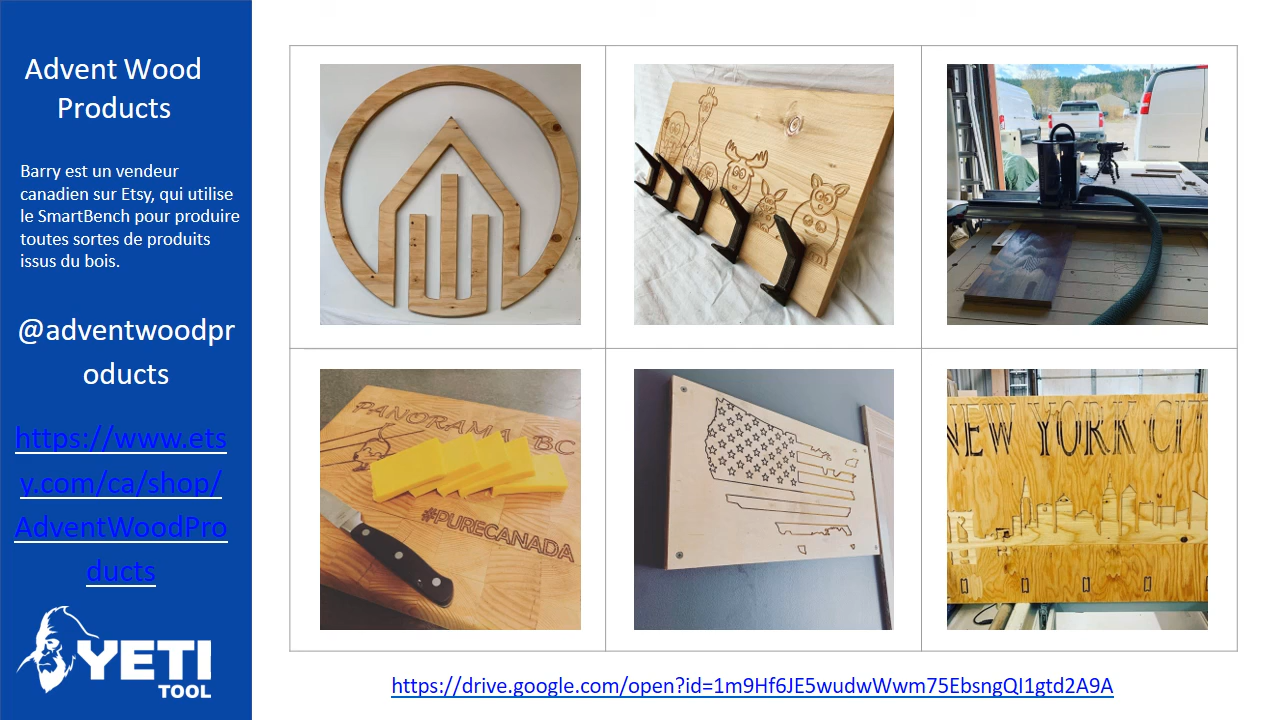 Advent Wood
Products
Barry est un vendeur
canadien sur Etsy, qui utilise
le SmartBench pour produire
toutes sortes de produits
issus du bois.
@adventwoodpr
oducts
https://www.ets
y.com/ca/shop/
AdventWoodPro
ducts
YETI
TOOL
PANORAMA BC
#PURECANADA
NEW YORK CIT
https://drive.google.com/open?id=1m9Hf6JE5wudwWwm75EbsngQI1gtd2A9A